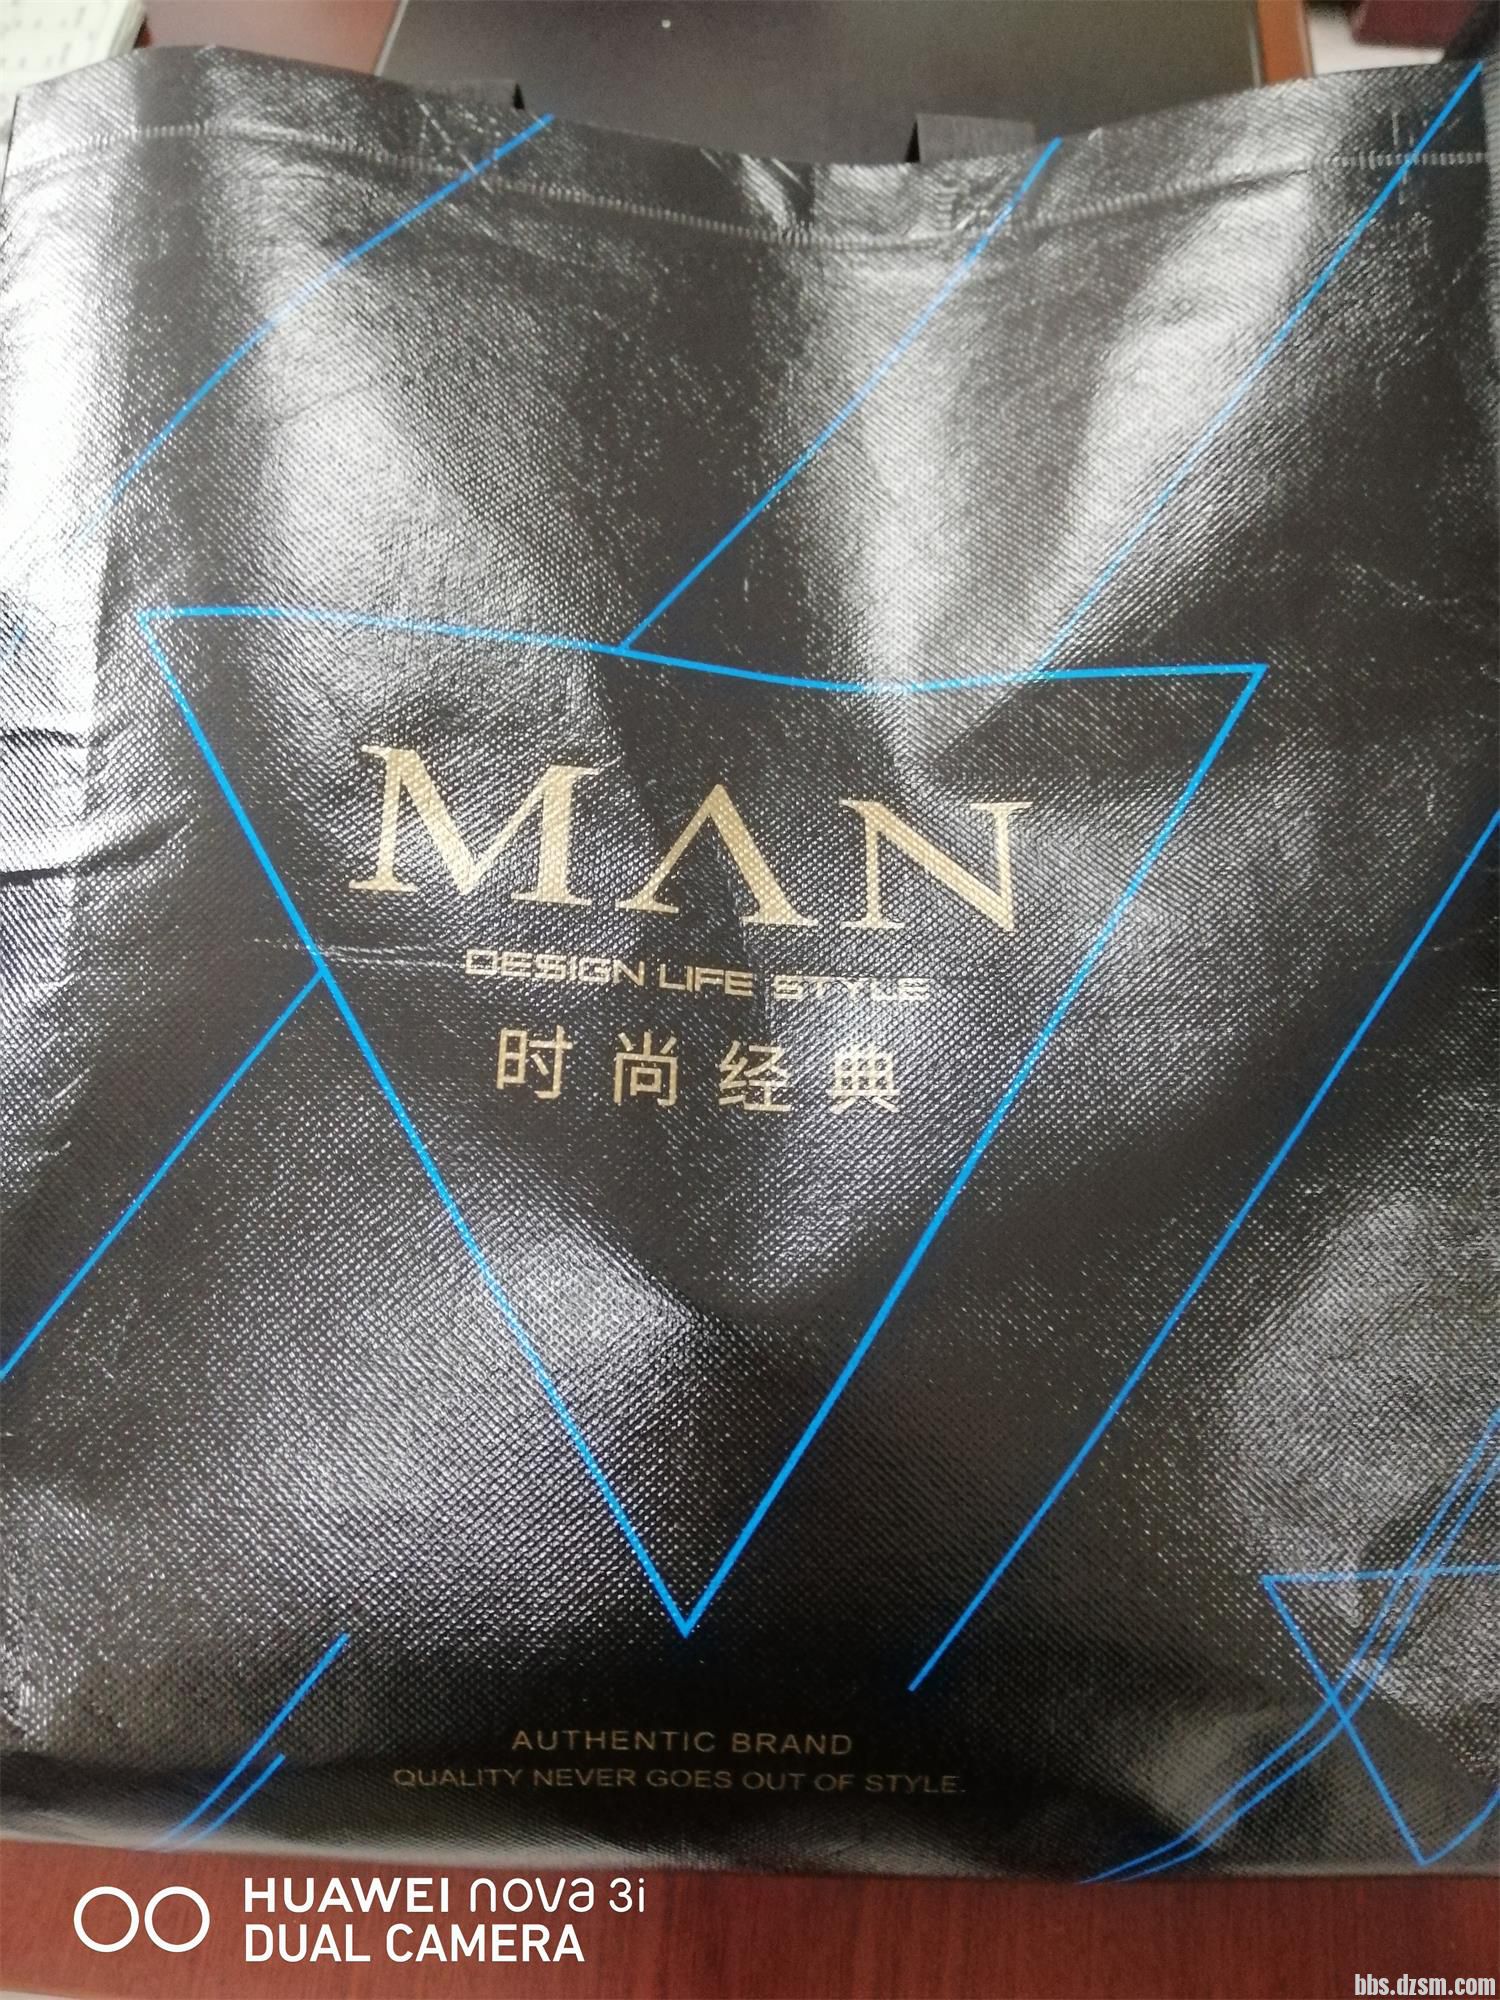 MAN
DESIGN LIFE STYLE
时尚经典
AUTHENTIC BRAND
QUALITY NEVER GOES OUT OF STYLE.
HUAWEI nova 3i
DUAL CAMERA
bbs.dzsm.com